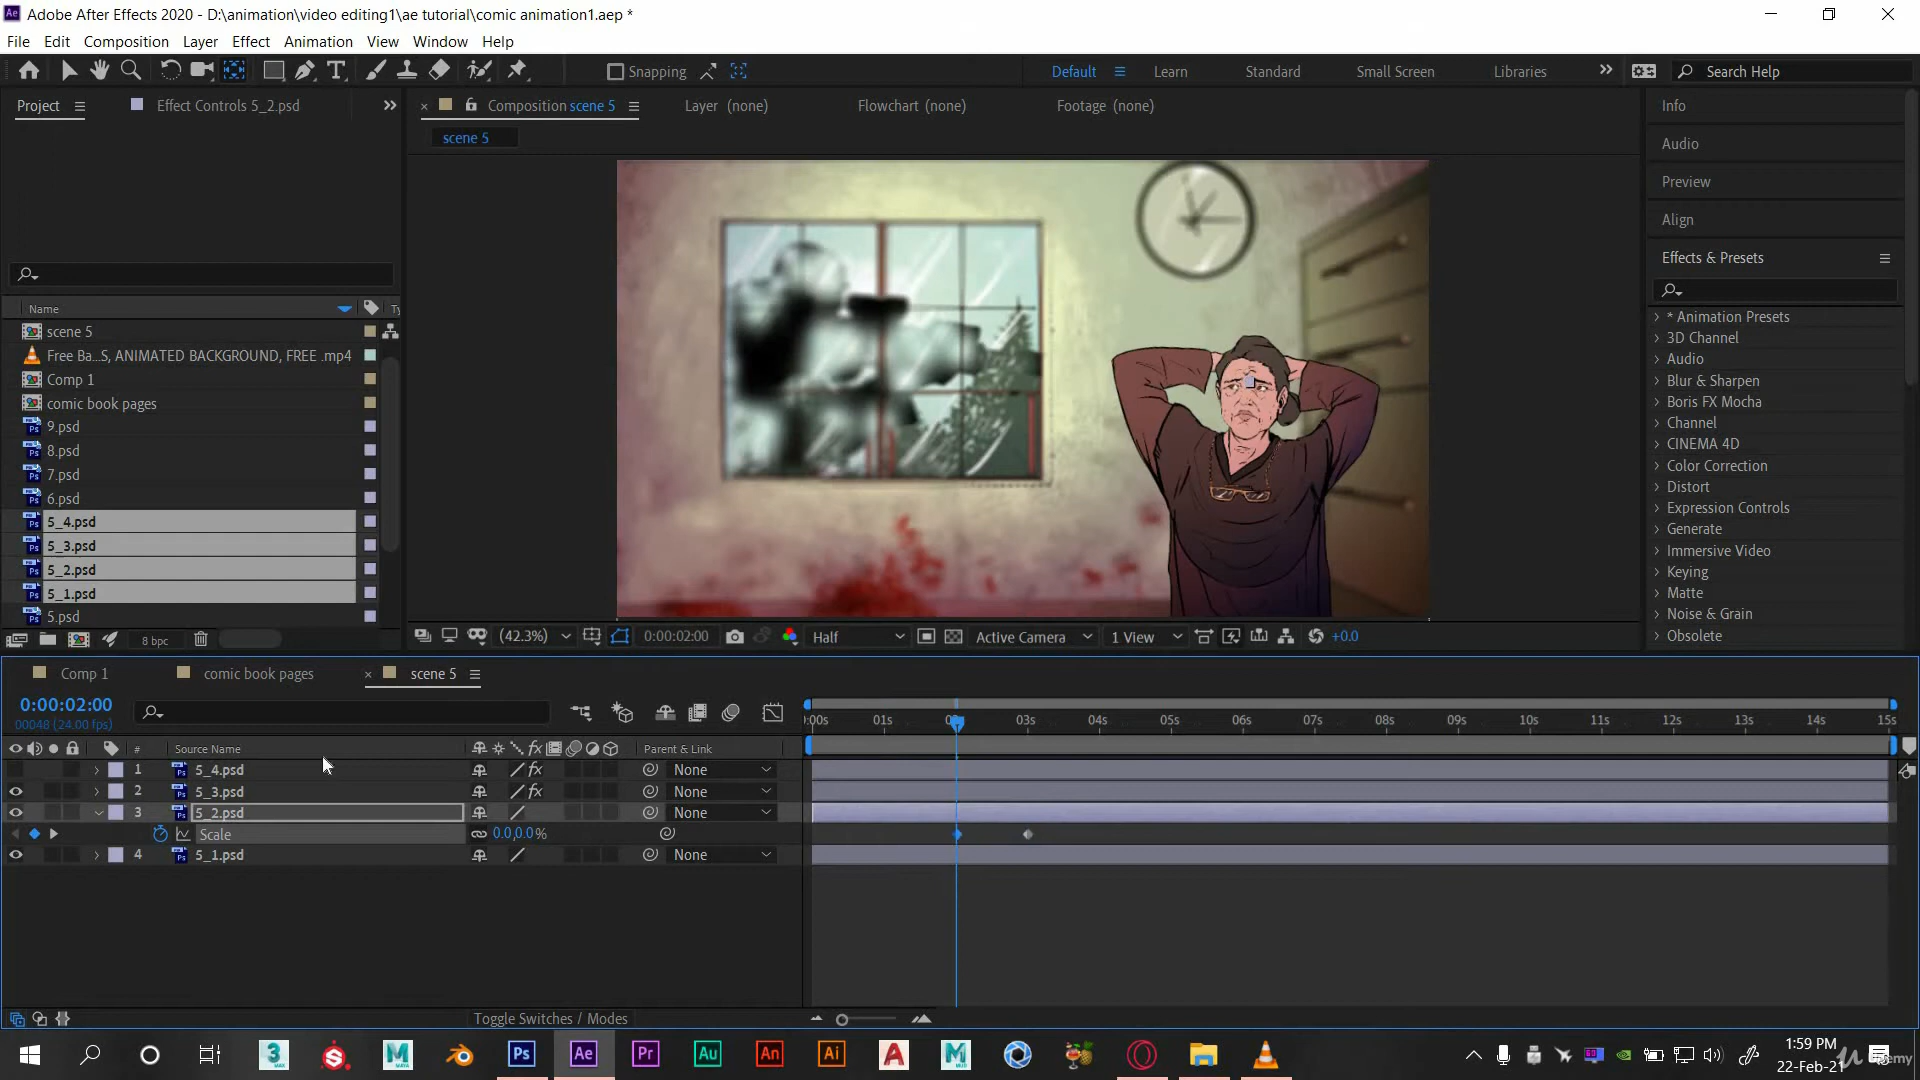 Adobe After Effects 2020 - D:\animation\video editing1\ae tutorial\comic animation1.aep *
File Edit Composition Layer Effect Animation View Window Help
Snapping Default Learn Standard Small Screen Libraries Search Help
Project Effect Controls 5_2.psd Composition scene 5 Layer (none) Flowchart (none) Footage (none)
scene 5
Info
Audio
Preview
Align
Effects & Presets
* Animation Presets
3D Channel
Audio
Blur & Sharpen
Boris FX Mocha
Channel
CINEMA 4D
Color Correction
Distort
Expression Controls
Generate
Immersive Video
Keying
Matte
Noise & Grain
Obsolete
Name Ty
scene 5
Free Ba...S, ANIMATED BACKGROUND, FREE .mp4
Comp 1
comic book pages
9.psd
8.psd
7.psd
6.psd
5_4.psd
5_3.psd
5_2.psd
5_1.psd
5.psd
8 bpc
(42.3%) 0:00:02:00 Half Active Camera 1 View +0.0
Comp 1 comic book pages scene 5
0:00:02:00
00048 (24.00 fps)
:00s 01s 03s 04s 05s 06s 07s 08s 09s 10s 11s 12s 13s 14s 15s
# Source Name Parent & Link
1 5_4.psd None
2 5_3.psd None
3 5_2.psd None
Scale 0.0,0.0%
4 5_1.psd None
Toggle Switches / Modes
1:59 PM
22-Feb-21